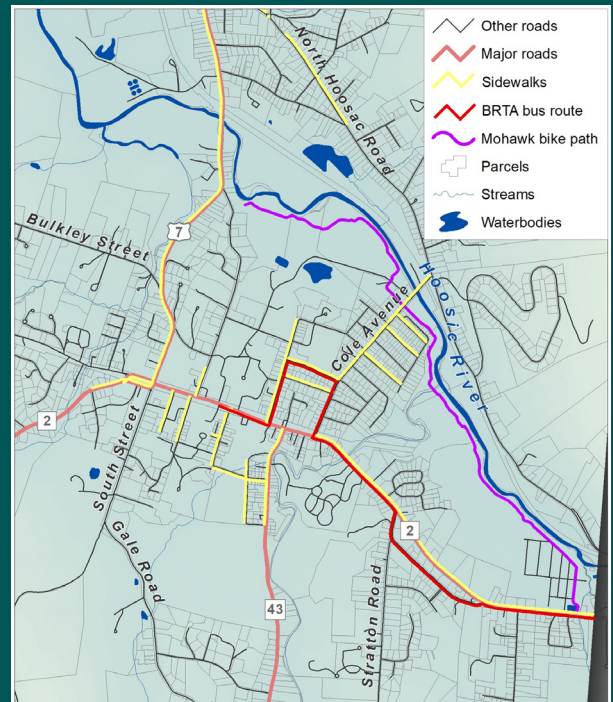 Other roads
Major roads
Sidewalks
BRTA bus route
Mohawk bike path
Parcels
Streams
Waterbodies
North Hoosac Road
Bulkley Street
7
Hoosic River
Cole Avenue
2
South Street
Gale Road
2
43
Stratton Road